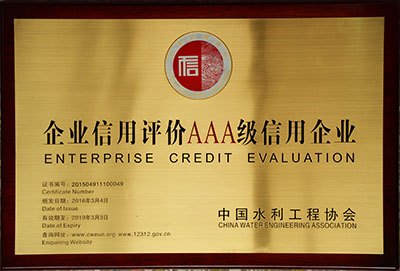 信
企业信用评价AAA级信用企业
ENTERPRISE CREDIT EVALUATION
证书编号：201504911100049
Certificate Number
颁发日期：2016年3月4日
Date of Issue
有效期至：2019年3月3日
Date of Expiry
查询网址：www.cweun.org www.12312.gov.cn
Enquiring Website
中国水利工程协会
CHINA WATER ENGINEERING ASSOCIATION